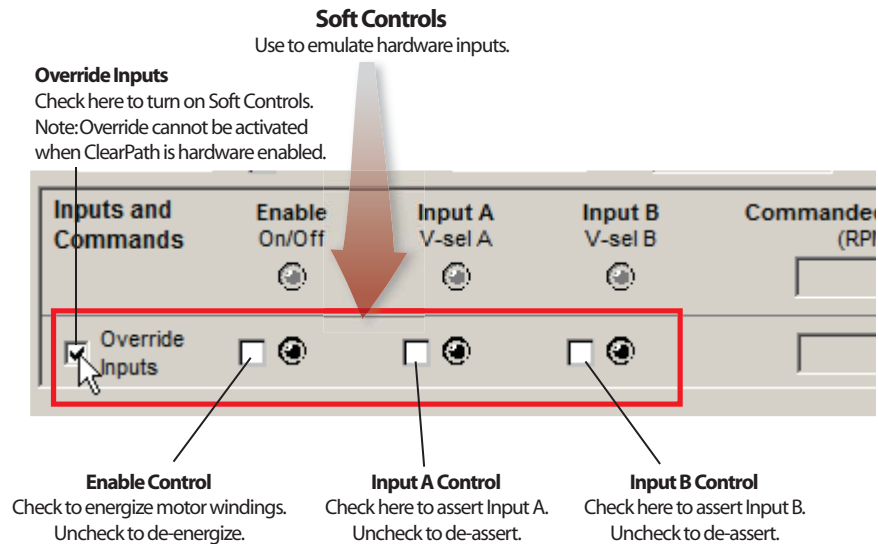 Soft Controls
Use to emulate hardware inputs.
Override Inputs
Check here to turn on Soft Controls.
Note: Override cannot be activated
when ClearPath is hardware enabled.
Inputs and
Commands
Enable
On/Off
Input A
V-sel A
Input B
V-sel B
Commanded
(RPM
Override
Inputs
Enable Control
Check to energize motor windings.
Uncheck to de-energize.
Input A Control
Check here to assert Input A.
Uncheck to de-assert.
Input B Control
Check here to assert Input B.
Uncheck to de-assert.